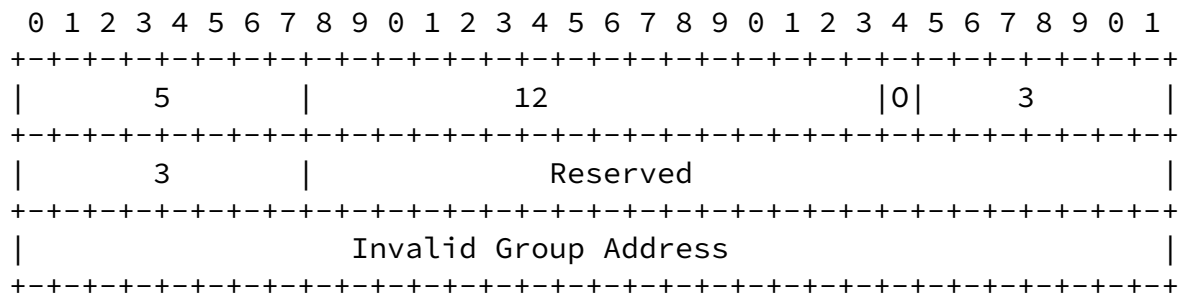 0 1 2 3 4 5 6 7 8 9 0 1 2 3 4 5 6 7 8 9 0 1 2 3 4 5 6 7 8 9 0 1
+-+-+-+-+-+-+-+-+-+-+-+-+-+-+-+-+-+-+-+-+-+-+-+-+-+-+-+-+-+-+-+-+
|       5       |           12                  |O|     3       |
+-+-+-+-+-+-+-+-+-+-+-+-+-+-+-+-+-+-+-+-+-+-+-+-+-+-+-+-+-+-+-+-+
|       3       |             Reserved                          |
+-+-+-+-+-+-+-+-+-+-+-+-+-+-+-+-+-+-+-+-+-+-+-+-+-+-+-+-+-+-+-+-+
|                  Invalid Group Address                        |
+-+-+-+-+-+-+-+-+-+-+-+-+-+-+-+-+-+-+-+-+-+-+-+-+-+-+-+-+-+-+-+-+